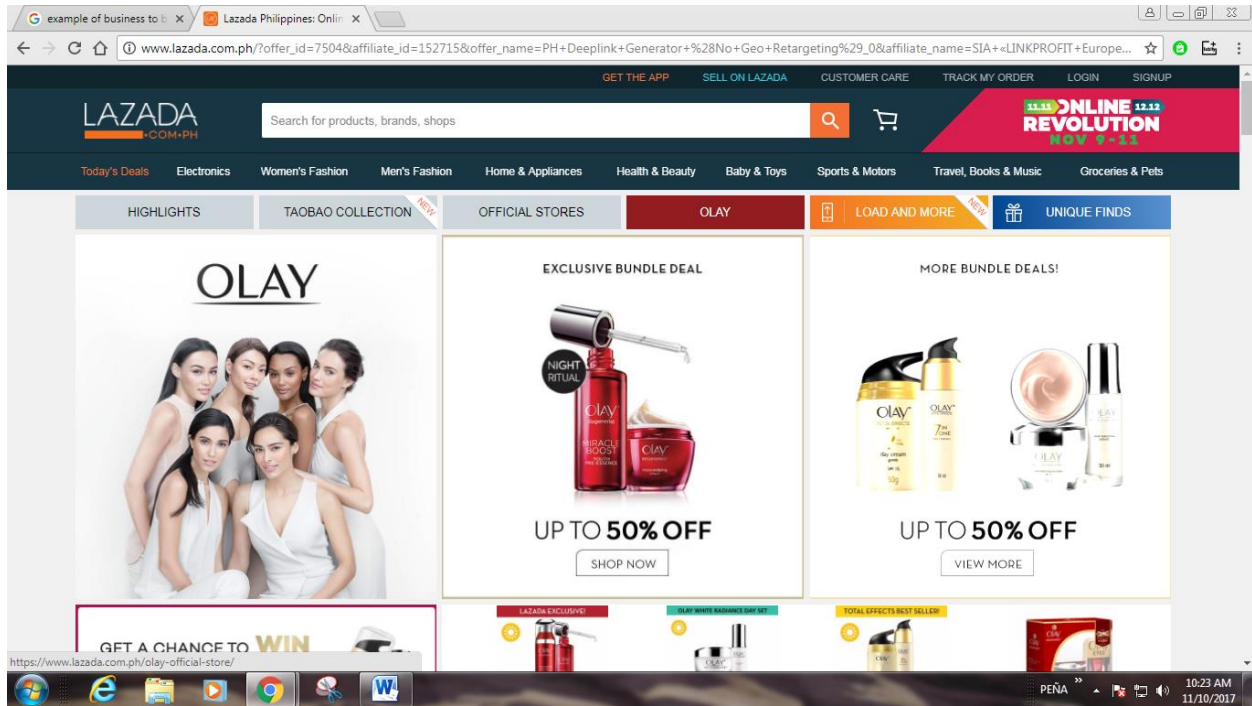 example of business to b
Lazada Philippines: Onlin
www.lazada.com.ph/?offer_id=7504&affiliate_id=152715&offer_name=PH+Deeplink+Generator+%28No+Geo+Retargeting%29_0&affiliate_name=SIA+«LINKPROFIT+Europe...
GET THE APP SELL ON LAZADA CUSTOMER CARE TRACK MY ORDER LOGIN SIGNUP
LAZADA
.COM.PH
Search for products, brands, shops
11.11 ONLINE 12.12
REVOLUTION
NOV 9-11
Today's Deals Electronics Women's Fashion Men's Fashion Home & Appliances Health & Beauty Baby & Toys Sports & Motors Travel, Books & Music Groceries & Pets
HIGHLIGHTS TAOBAO COLLECTION NEW OFFICIAL STORES OLAY LOAD AND MORE NEW UNIQUE FINDS
OLAY
EXCLUSIVE BUNDLE DEAL
NIGHT
RITUAL
OLAY
MIRACLE
BOOST
OLAY
UP TO 50% OFF
SHOP NOW
MORE BUNDLE DEALS!
OLAY
day cream
50g
OLAY
7 IN
ONE
OLAY
OLAY
UP TO 50% OFF
VIEW MORE
GET A CHANCE TO WIN
LAZADA EXCLUSIVE!
OLAY WHITE RADIANCE DAY SET
TOTAL EFFECTS BEST SELLER!
https://www.lazada.com.ph/olay-official-store/
PEÑA
10:23 AM
11/10/2017